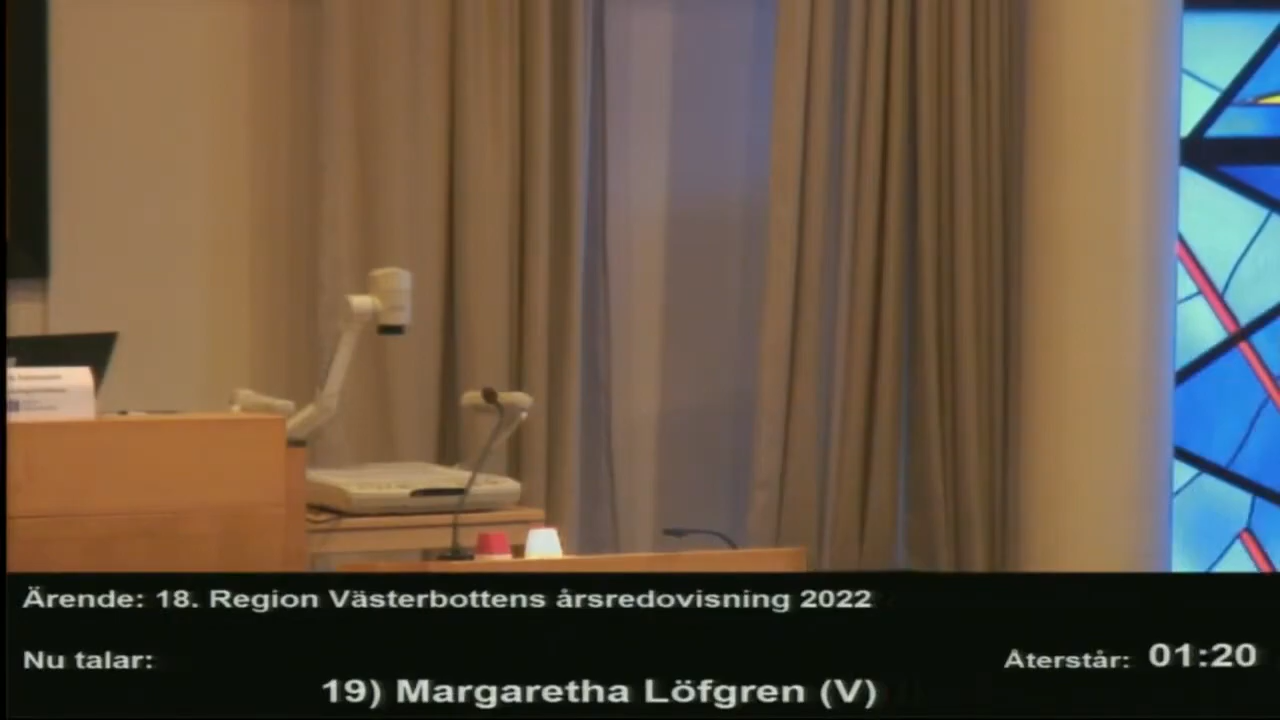 Ärende: 18. Region Västerbottens årsredovisning 2022
Nu talar:
Återstår: 01:20
19) Margaretha Löfgren (V)